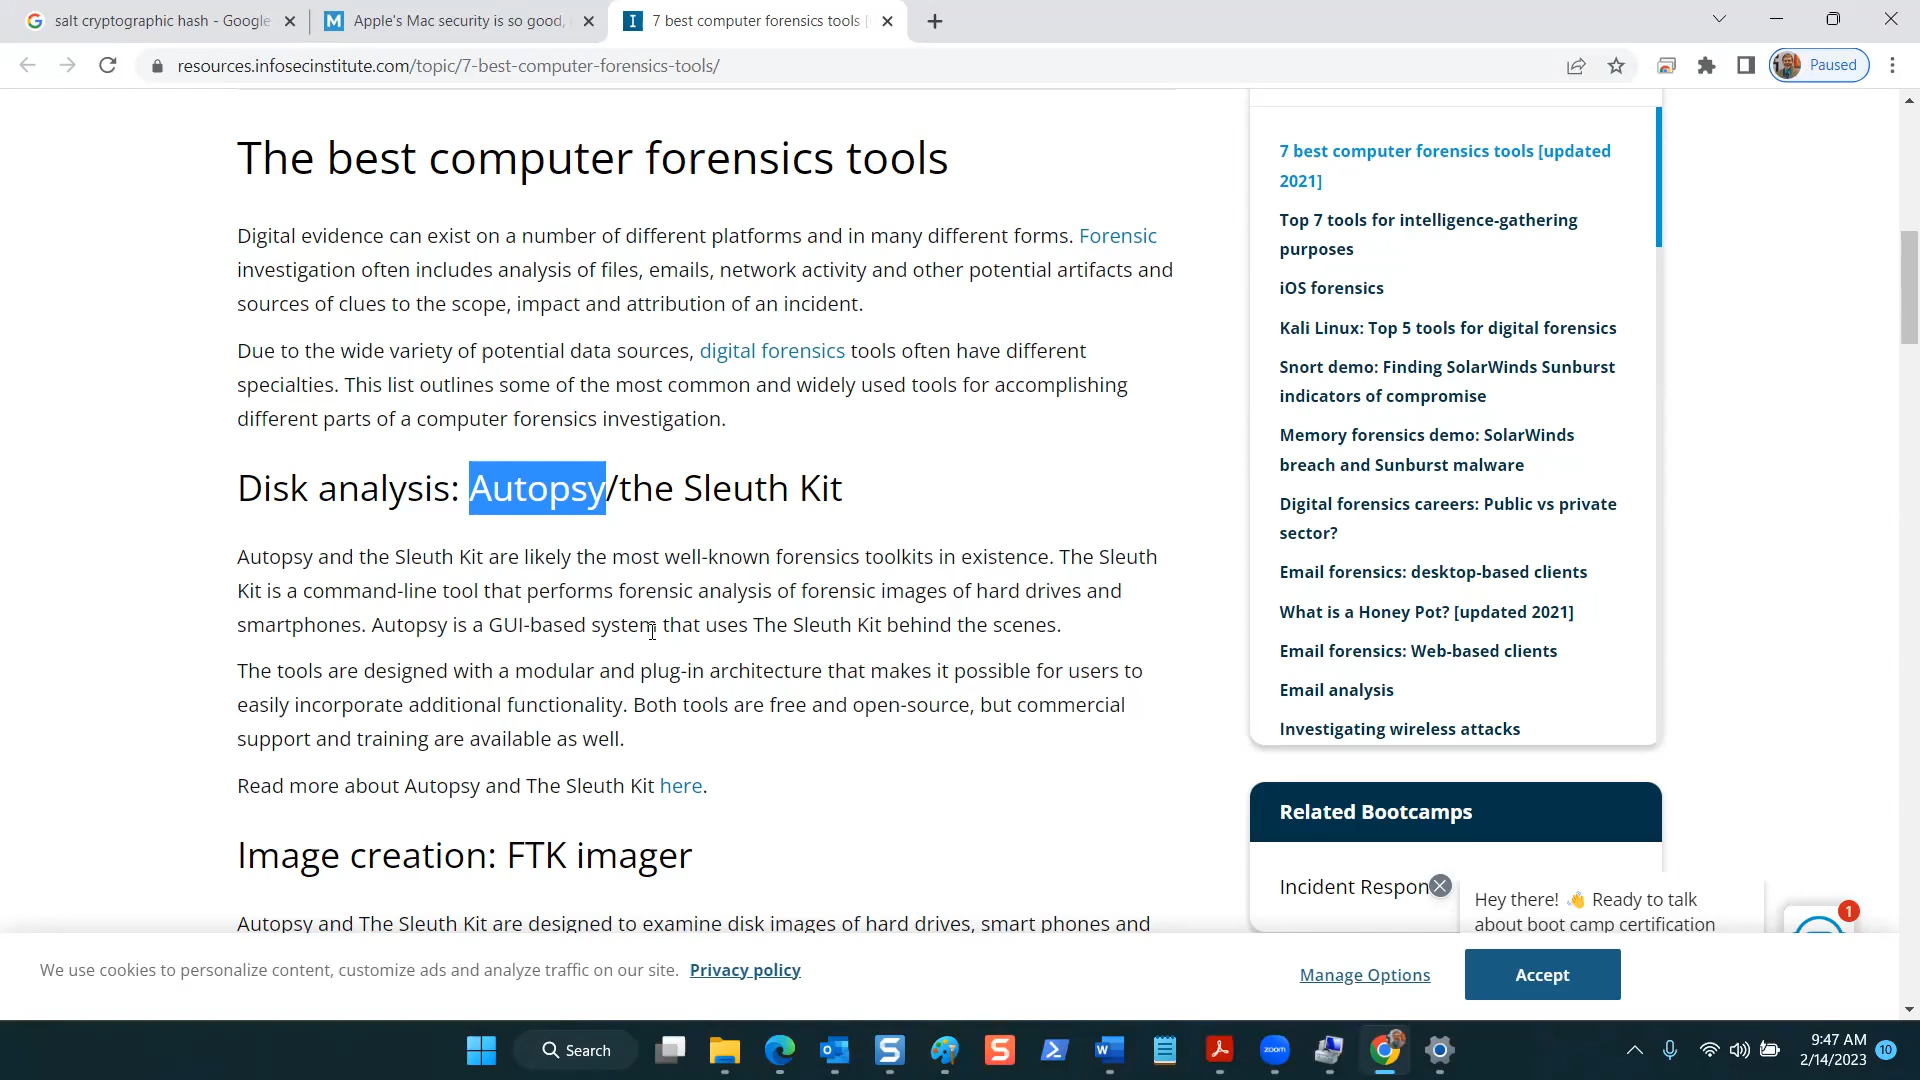 salt cryptographic hash - Google
Apple's Mac security is so good,
7 best computer forensics tools [
resources.infosecinstitute.com/topic/7-best-computer-forensics-tools/
Paused
The best computer forensics tools
Digital evidence can exist on a number of different platforms and in many different forms. Forensic
investigation often includes analysis of files, emails, network activity and other potential artifacts and
sources of clues to the scope, impact and attribution of an incident.
Due to the wide variety of potential data sources, digital forensics tools often have different
specialties. This list outlines some of the most common and widely used tools for accomplishing
different parts of a computer forensics investigation.
Disk analysis: Autopsy/the Sleuth Kit
Autopsy and the Sleuth Kit are likely the most well-known forensics toolkits in existence. The Sleuth
Kit is a command-line tool that performs forensic analysis of forensic images of hard drives and
smartphones. Autopsy is a GUI-based system that uses The Sleuth Kit behind the scenes.
The tools are designed with a modular and plug-in architecture that makes it possible for users to
easily incorporate additional functionality. Both tools are free and open-source, but commercial
support and training are available as well.
Read more about Autopsy and The Sleuth Kit here.
Image creation: FTK imager
Autopsy and The Sleuth Kit are designed to examine disk images of hard drives, smart phones and
7 best computer forensics tools [updated
2021]
Top 7 tools for intelligence-gathering
purposes
iOS forensics
Kali Linux: Top 5 tools for digital forensics
Snort demo: Finding SolarWinds Sunburst
indicators of compromise
Memory forensics demo: SolarWinds
breach and Sunburst malware
Digital forensics careers: Public vs private
sector?
Email forensics: desktop-based clients
What is a Honey Pot? [updated 2021]
Email forensics: Web-based clients
Email analysis
Investigating wireless attacks
Related Bootcamps
Incident Respon
Hey there! 👋 Ready to talk
about boot camp certification
1
We use cookies to personalize content, customize ads and analyze traffic on our site. Privacy policy
Manage Options
Accept
Search
zoom
9:47 AM
2/14/2023
10